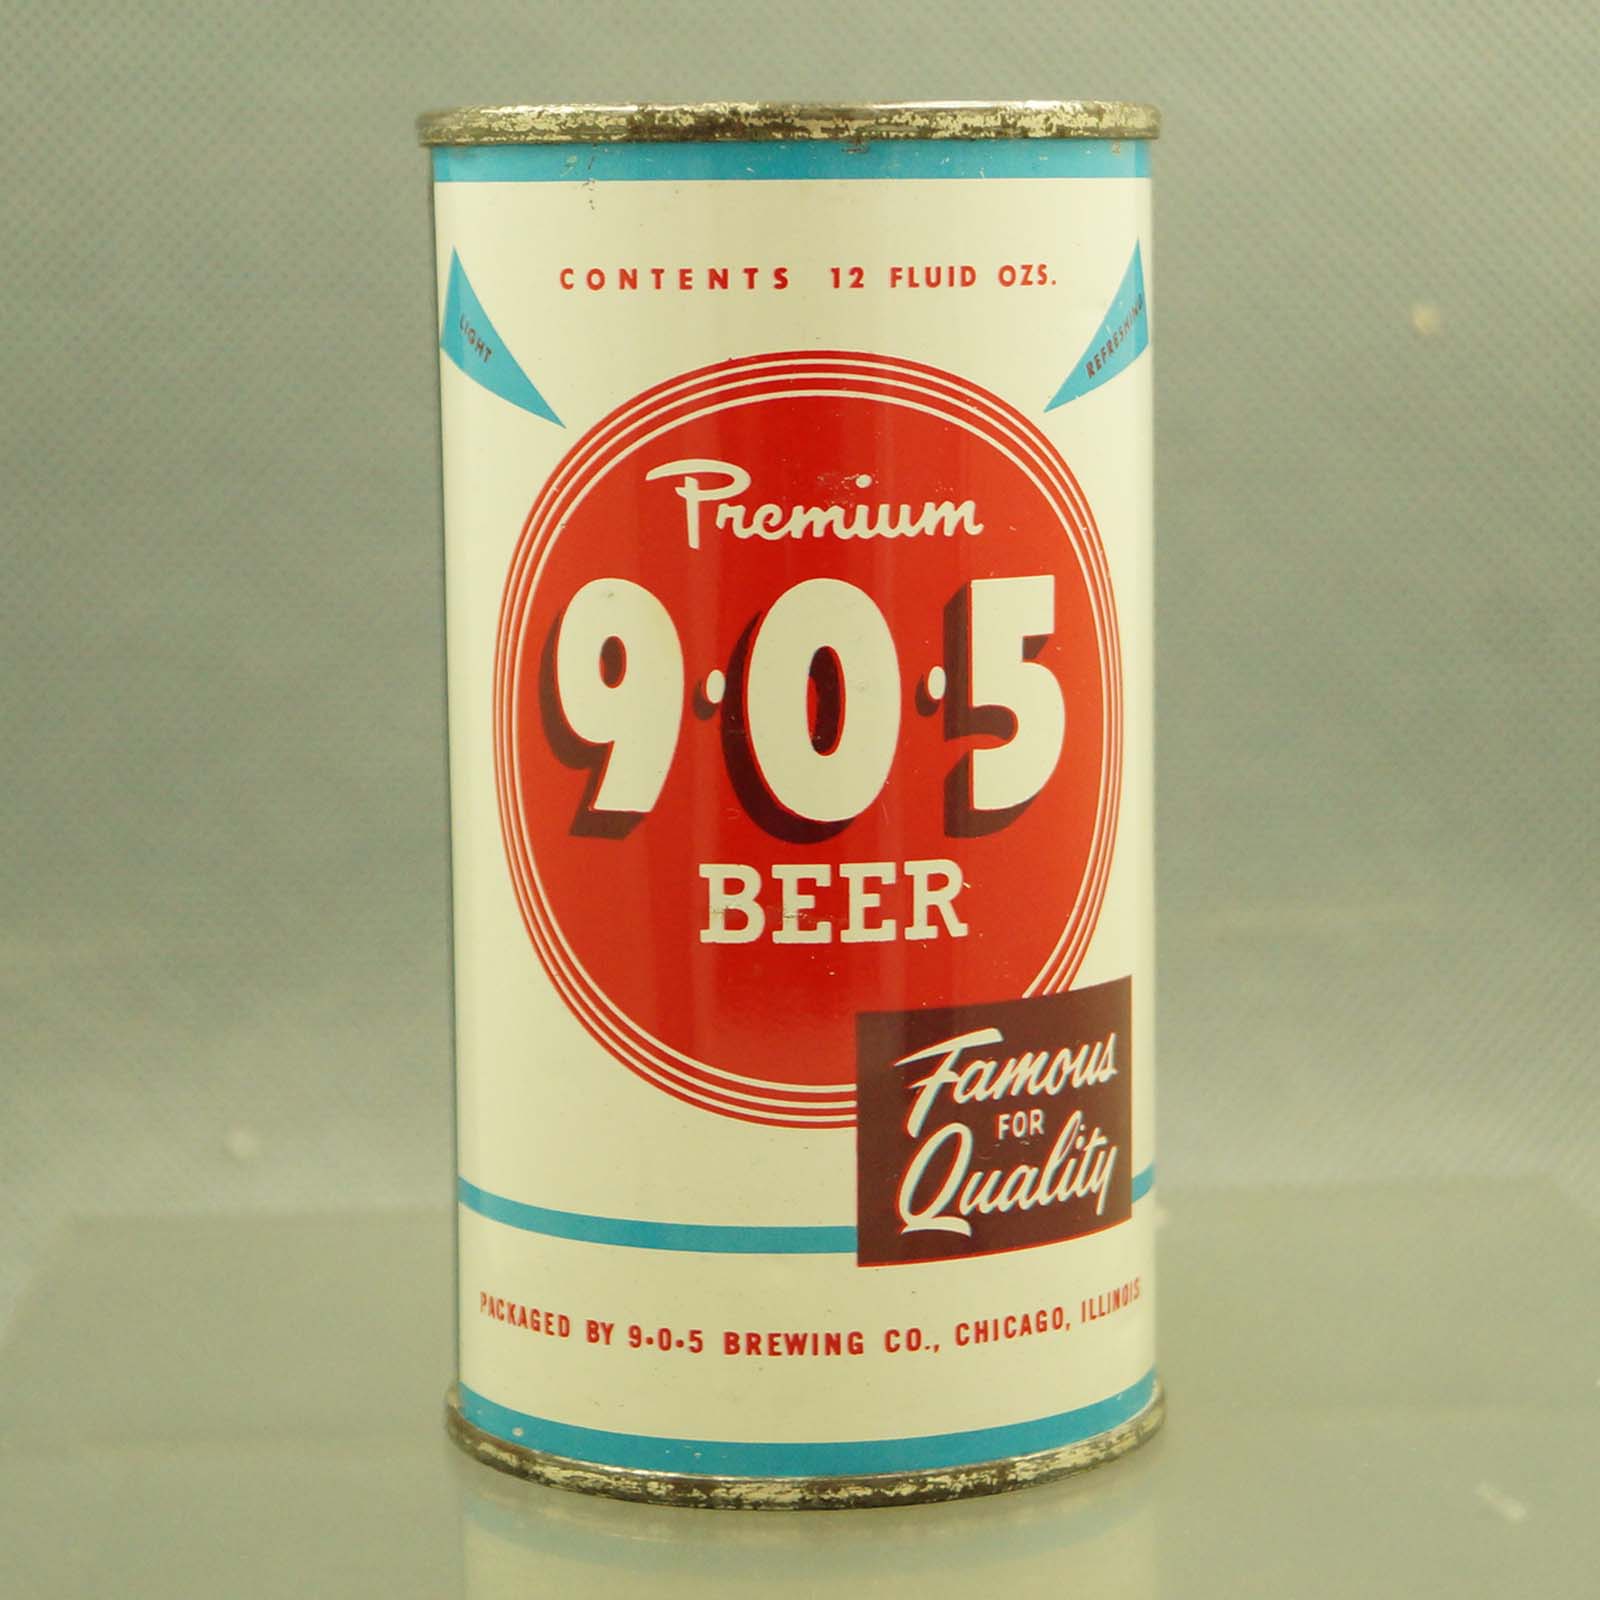 CONTENTS 12 FLUID OZS.
LIGHT
REFRESHING
Premium
9·0·5
BEER
Famous
FOR
Quality
PACKAGED BY 9·0·5 BREWING CO., CHICAGO, ILLINOIS